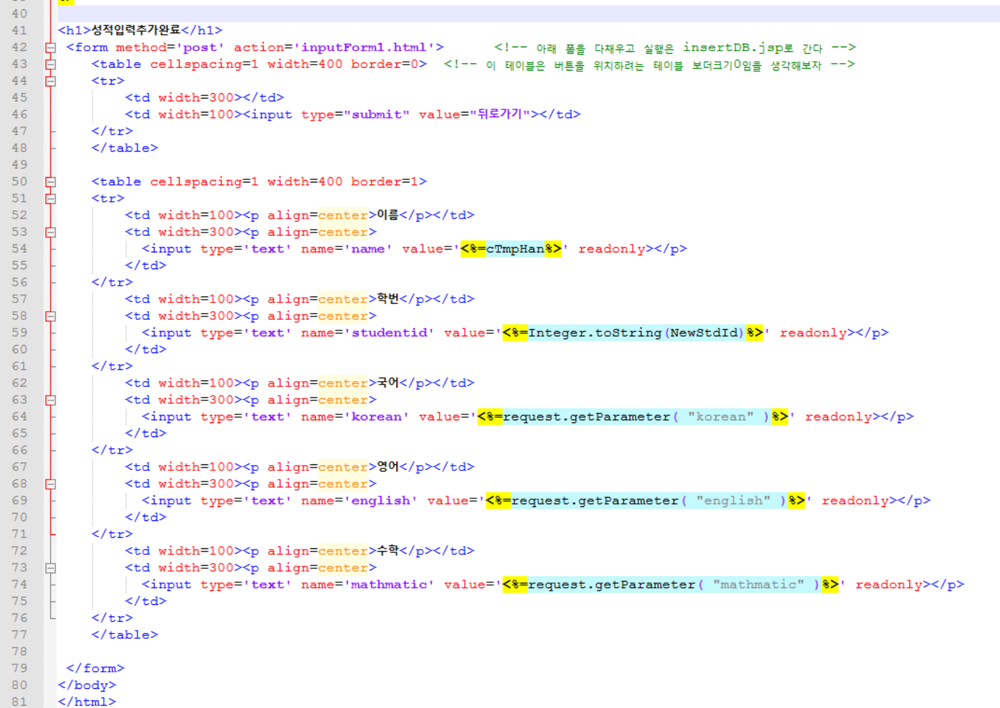 40
41 <h1>성적입력추가완료</h1>
42 <form method='post' action='inputForm1.html'> <!-- 아래 폼을 다채우고 실행은 insertDB.jsp로 간다 -->
43 <table cellspacing=1 width=400 border=0> <!-- 이 테이블은 버튼을 위치하려는 테이블 보더크기0임을 생각해보자 -->
44 <tr>
45 <td width=300></td>
46 <td width=100><input type="submit" value="뒤로가기"></td>
47 </tr>
48 </table>
49
50 <table cellspacing=1 width=400 border=1>
51 <tr>
52 <td width=100><p align=center>이름</p></td>
53 <td width=300><p align=center>
54 <input type='text' name='name' value='<%=cTmpHan%>' readonly></p>
55 </td>
56 </tr>
57 <td width=100><p align=center>학번</p></td>
58 <td width=300><p align=center>
59 <input type='text' name='studentid' value='<%=Integer.toString(NewStdId)%>' readonly></p>
60 </td>
61 </tr>
62 <td width=100><p align=center>국어</p></td>
63 <td width=300><p align=center>
64 <input type='text' name='korean' value='<%=request.getParameter( "korean" )%>' readonly></p>
65 </td>
66 </tr>
67 <td width=100><p align=center>영어</p></td>
68 <td width=300><p align=center>
69 <input type='text' name='english' value='<%=request.getParameter( "english" )%>' readonly></p>
70 </td>
71 </tr>
72 <td width=100><p align=center>수학</p></td>
73 <td width=300><p align=center>
74 <input type='text' name='mathmatic' value='<%=request.getParameter( "mathmatic" )%>' readonly></p>
75 </td>
76 </tr>
77 </table>
78
79 </form>
80 </body>
81 </html>